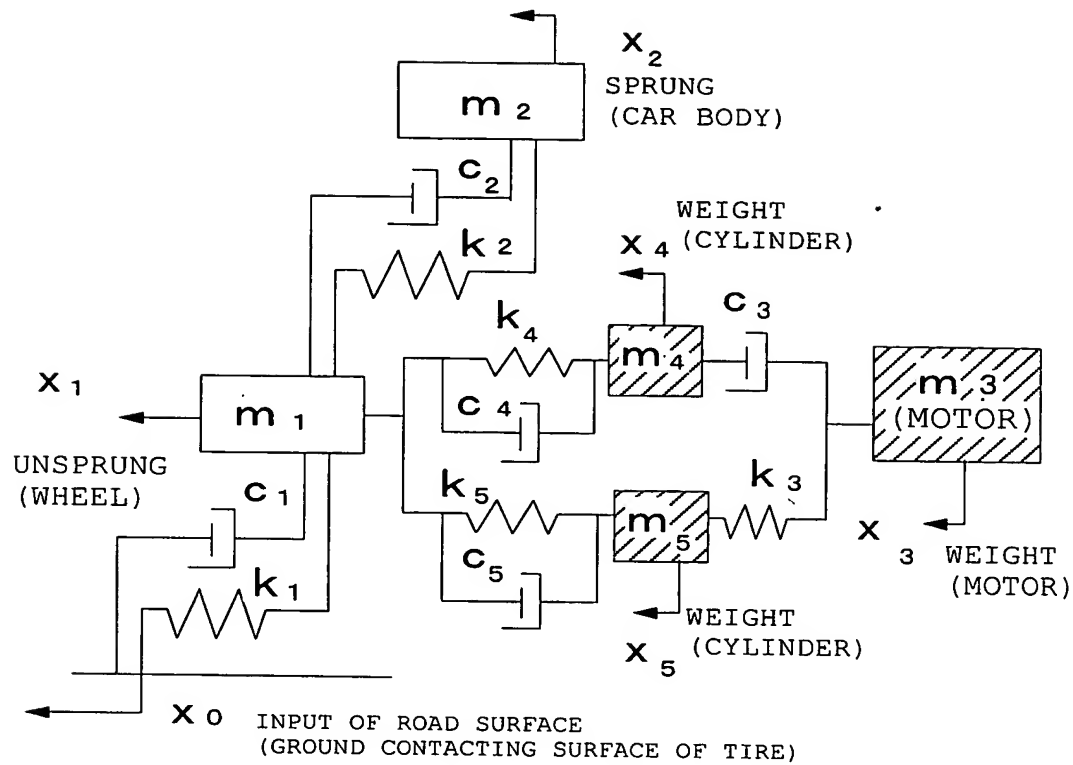 x2
SPRUNG
(CAR BODY)
m2
c2
k2
WEIGHT
(CYLINDER)
x4
c3
k4
m4
x1
m1
c4
m3
(MOTOR)
UNSPRUNG
(WHEEL)
c1
k5
m5
k3
x3
WEIGHT
(MOTOR)
c5
k1
WEIGHT
(CYLINDER)
x5
x0
INPUT OF ROAD SURFACE
(GROUND CONTACTING SURFACE OF TIRE)